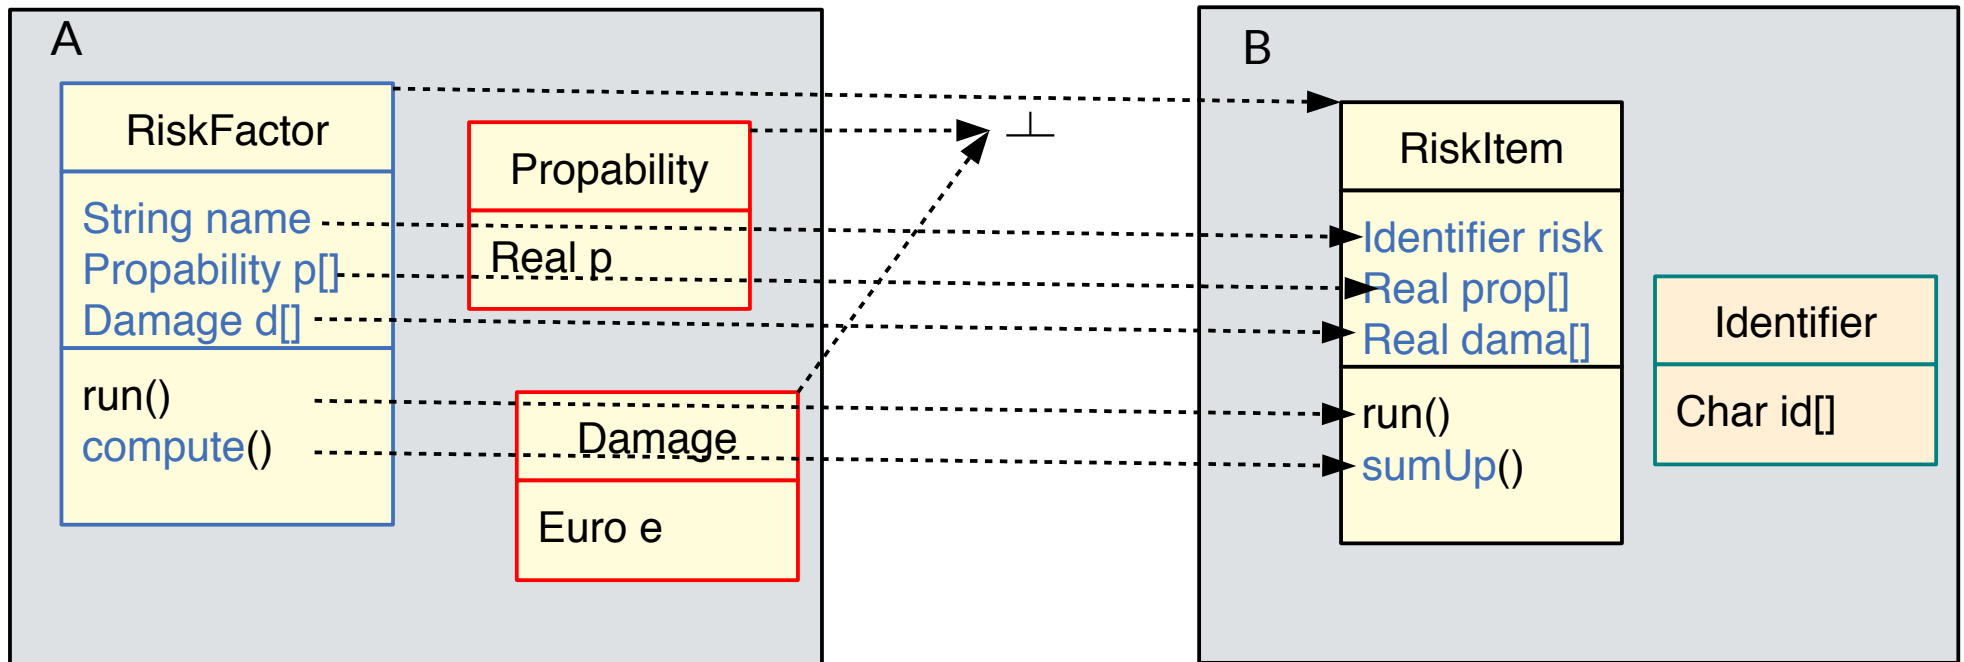 A
RiskFactor
String name
Propability p[]
Damage d[]
run()
compute()
Propability
Real p
Damage
Euro e
⊥
B
RiskItem
Identifier risk
Real prop[]
Real dama[]
run()
sumUp()
Identifier
Char id[]